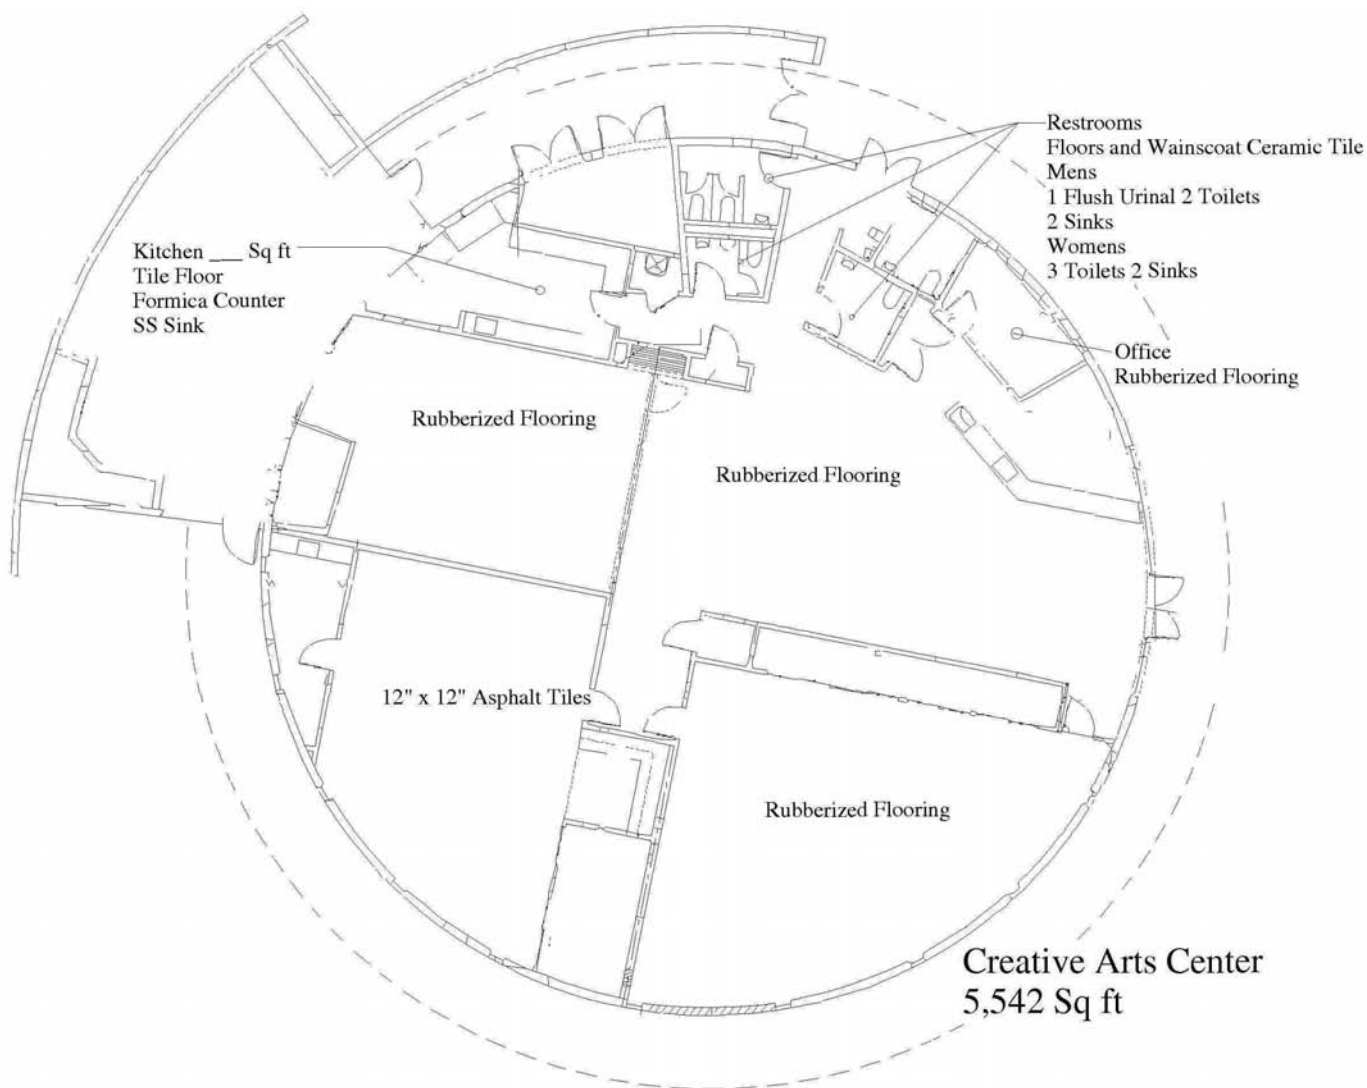 Restrooms
Floors and Wainscoat Ceramic Tile
Mens
1 Flush Urinal 2 Toilets
2 Sinks
Womens
3 Toilets 2 Sinks
Kitchen ___ Sq ft
Tile Floor
Formica Counter
SS Sink
Office
Rubberized Flooring
Rubberized Flooring
Rubberized Flooring
12" x 12" Asphalt Tiles
Rubberized Flooring
Creative Arts Center
5,542 Sq ft